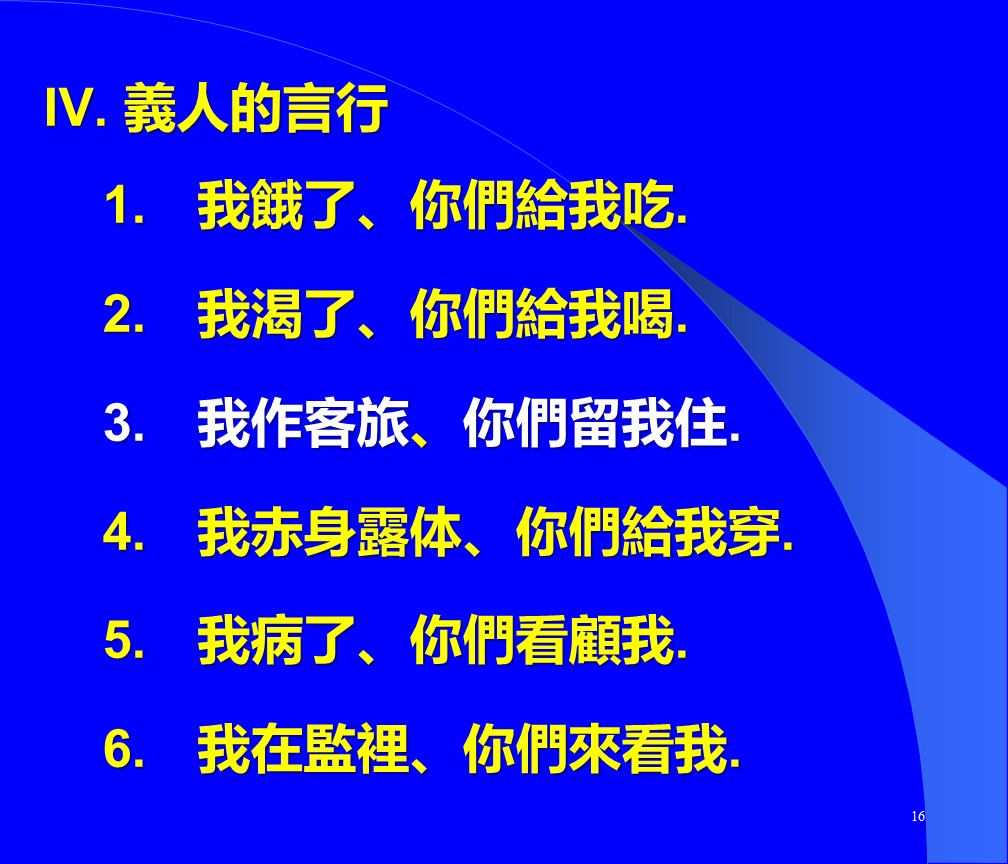 IV. 義人的言行
1. 我餓了、你們給我吃.
2. 我渴了、你們給我喝.
3. 我作客旅、你們留我住.
4. 我赤身露体、你們給我穿.
5. 我病了、你們看顧我.
6. 我在監裡、你們來看我.
16